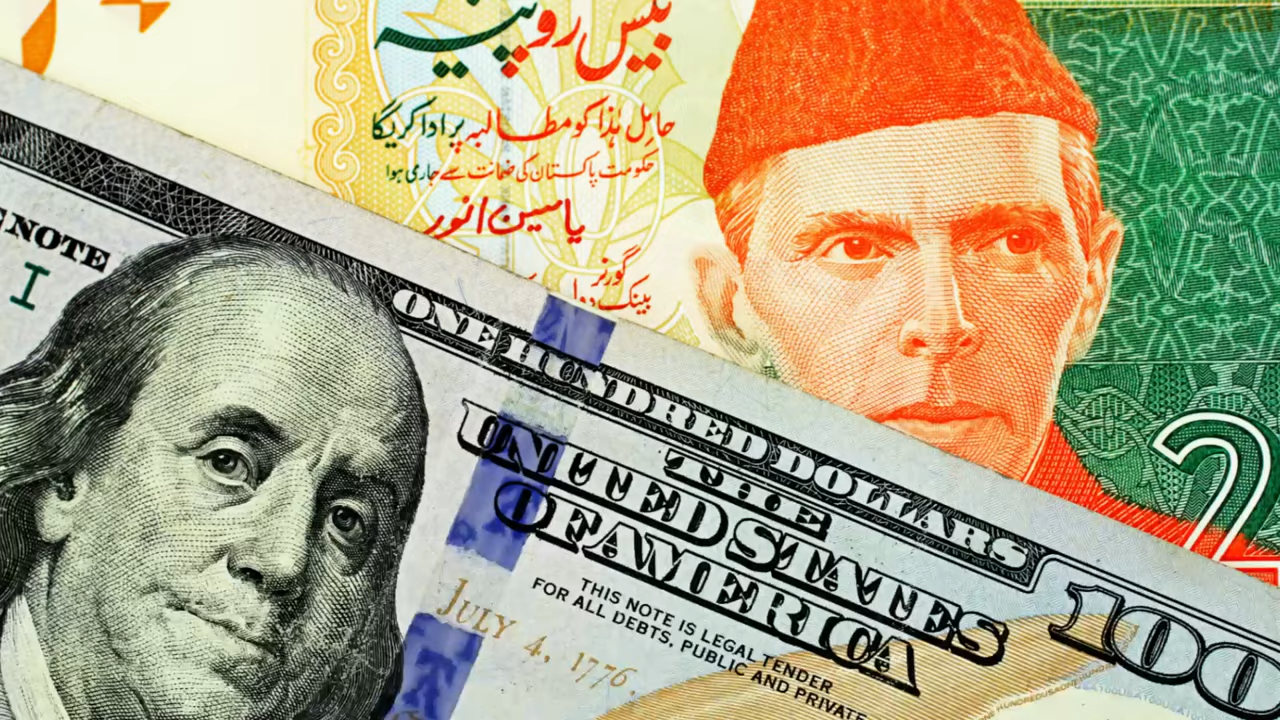 بیس روپیہ
حامل ہٰذا کو مطالبہ پر ادا کریگا
حکومت پاکستان کی ضمانت سے جاری ہوا
یاسین انور
گورنر
بینک دولت
2
NOTE
I
ONE HUNDRED DOLLARS
THE
UNITED STATES
OF AMERICA
THIS NOTE IS LEGAL TENDER
FOR ALL DEBTS, PUBLIC AND PRIVATE
JULY 4, 1776.
100